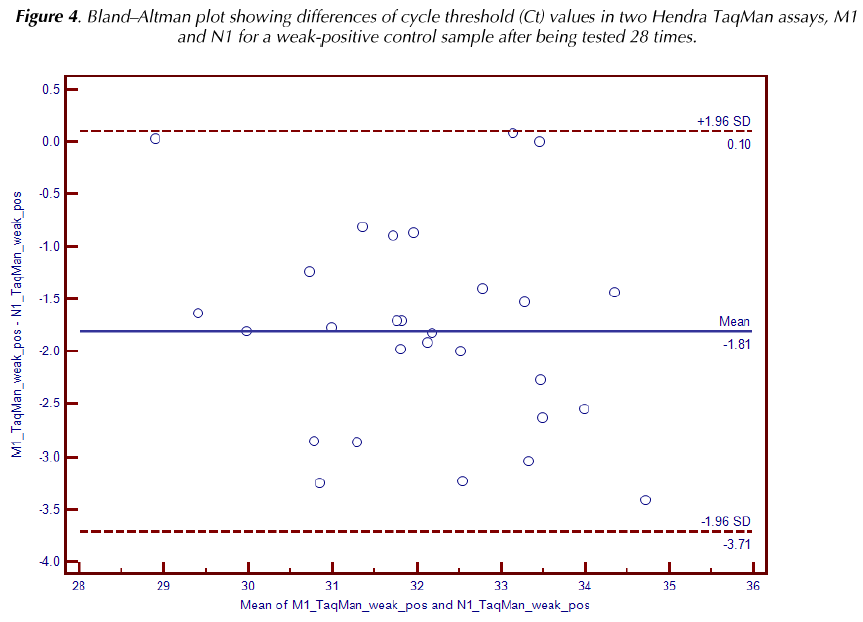 Figure 4. Bland–Altman plot showing differences of cycle threshold (Ct) values in two Hendra TaqMan assays, M1
and N1 for a weak-positive control sample after being tested 28 times.
0.5
+1.96 SD
0.10
0.0
-0.5
-1.0
-1.5
Mean
-1.81
-2.0
-2.5
-3.0
-3.5
-1.96 SD
-3.71
-4.0
M1_TaqMan_weak_pos - N1_TaqMan_weak_pos
28 29 30 31 32 33 34 35 36
Mean of M1_TaqMan_weak_pos and N1_TaqMan_weak_pos